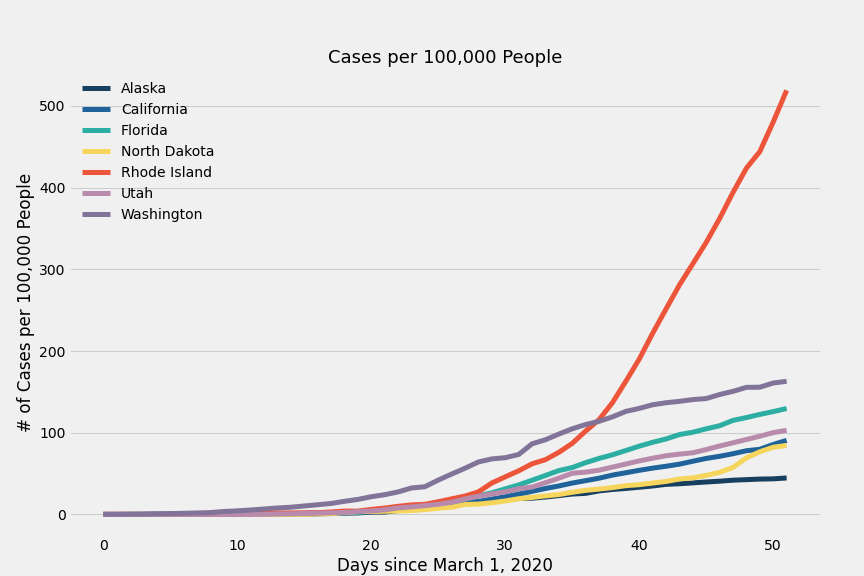 Cases per 100,000 People
Alaska
California
Florida
North Dakota
Rhode Island
Utah
Washington
500
400
300
200
100
0
# of Cases per 100,000 People
0 10 20 30 40 50
Days since March 1, 2020